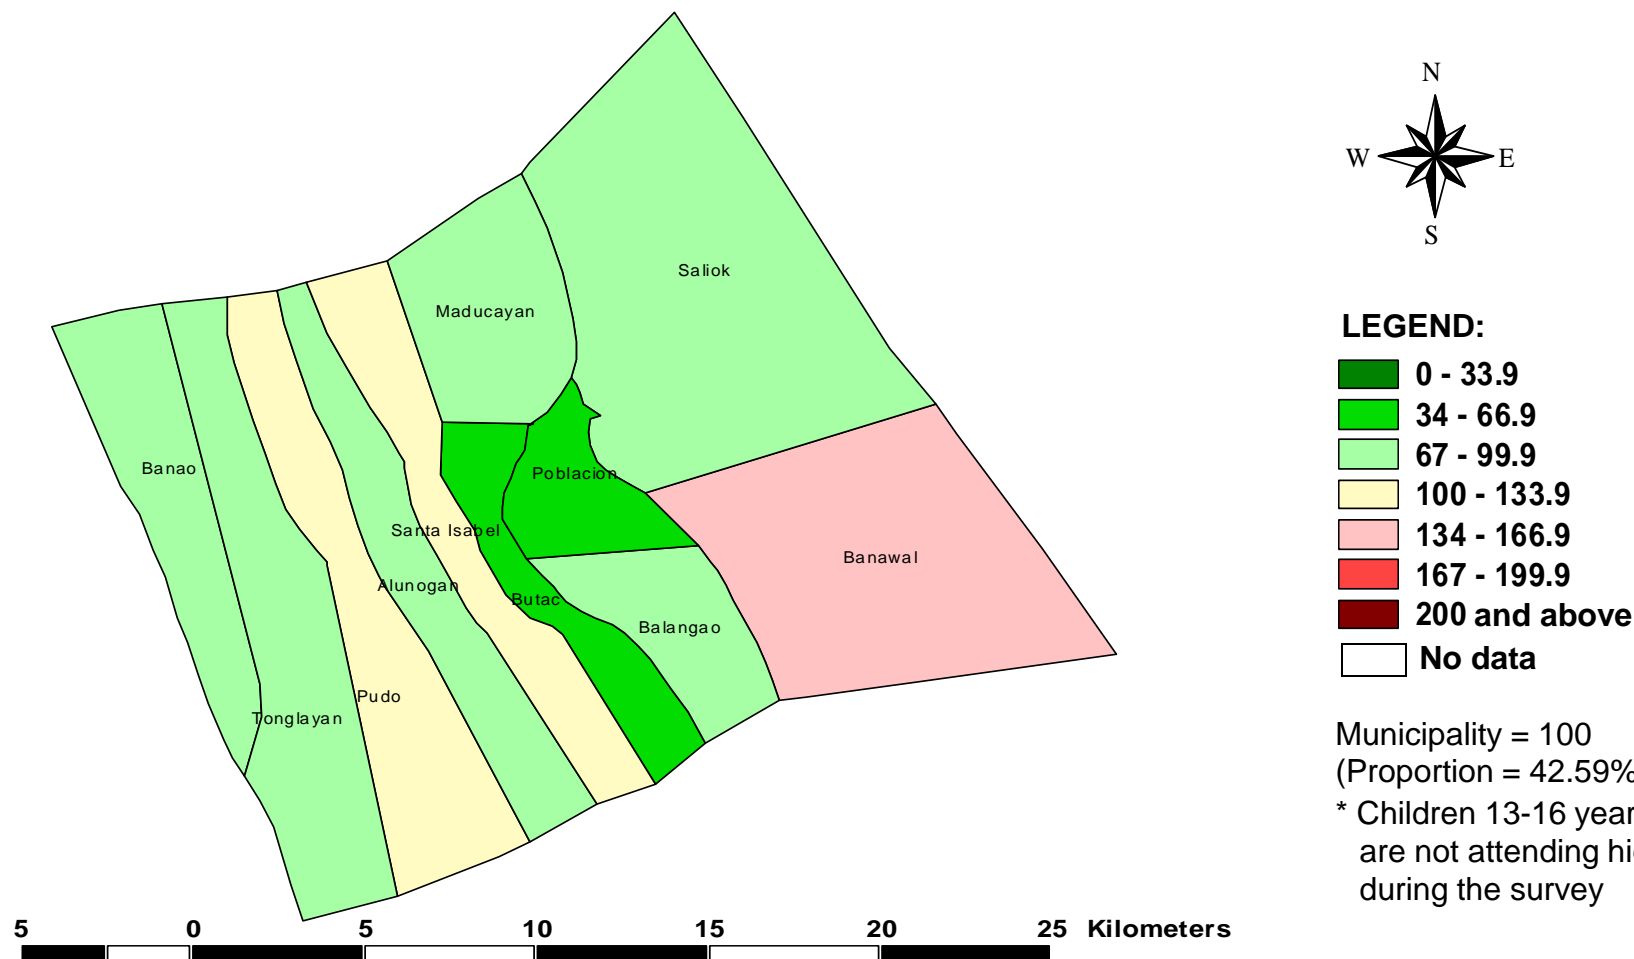 N
W E
S
Saliok
Maducayan
Banao
Poblacion
Santa Isabel
Banawal
Alunogan
Butac
Balangao
Pudo
Tonglayan
LEGEND:
0 - 33.9
34 - 66.9
67 - 99.9
100 - 133.9
134 - 166.9
167 - 199.9
200 and above
No data
Municipality = 100
(Proportion = 42.59%
* Children 13-16 year
are not attending hi
during the survey
5 0 5 10 15 20 25 Kilometers